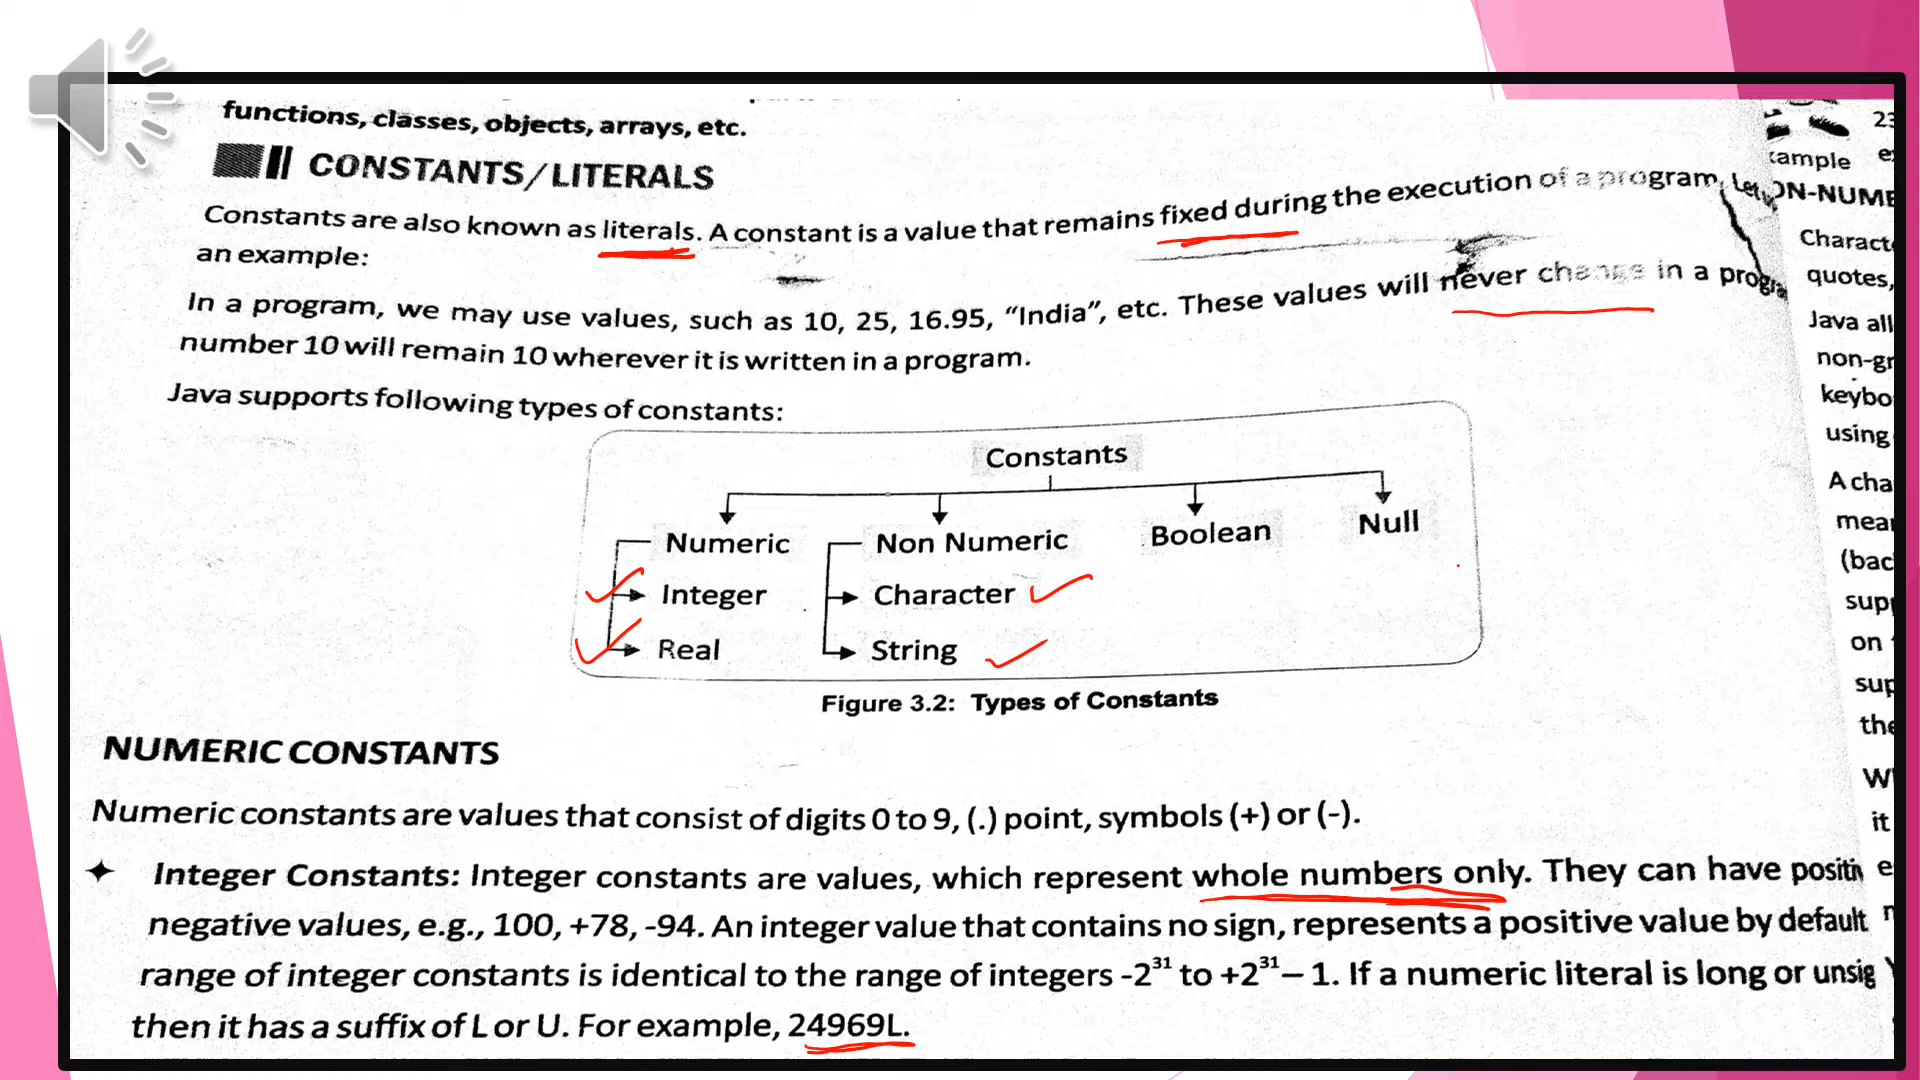 functions, classes, objects, arrays, etc.
CONSTANTS/LITERALS
Constants are also known as literals. A constant is a value that remains fixed during the execution of a program. Let
an example:
In a program, we may use values, such as 10, 25, 16.95, “India”, etc. These values will never change in a
number 10 will remain 10 wherever it is written in a program.
Java supports following types of constants:
Constants
Numeric Non Numeric Boolean Null
Integer Character
Real String
Figure 3.2: Types of Constants
NUMERIC CONSTANTS
Numeric constants are values that consist of digits 0 to 9, (.) point, symbols (+) or (-).
Integer Constants: Integer constants are values, which represent whole numbers only. They can have
negative values, e.g., 100, +78, -94. An integer value that contains no sign, represents a positive value by default
range of integer constants is identical to the range of integers -2³¹ to +2³¹– 1. If a numeric literal is long or unsig
then it has a suffix of L or U. For example, 24969L.
23
ample
ON-NUME
Charact
quotes,
Java all
non-gr
keybo
using
A cha
mea
(bac
sup
on
sup
the
W
it